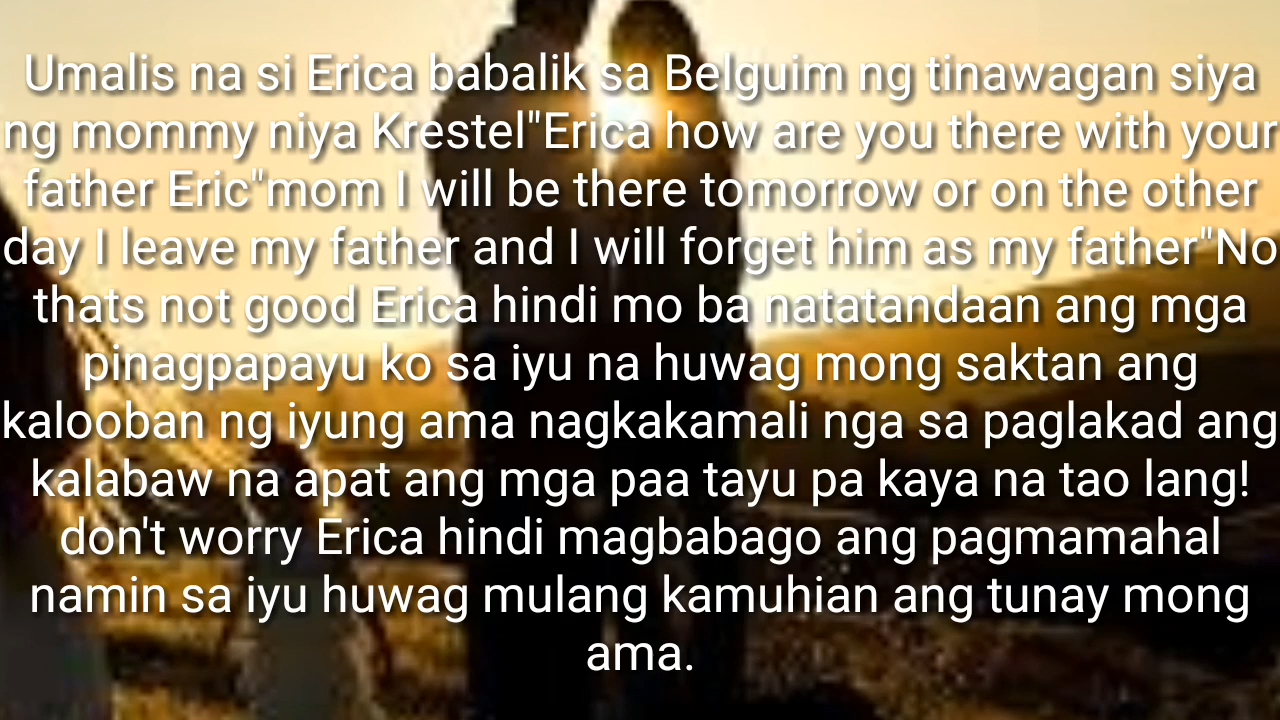 Umalis na si Erica babalik sa Belguim ng tinawagan siya
ng mommy niya Krestel"Erica how are you there with your
father Eric"mom I will be there tomorrow or on the other
day I leave my father and I will forget him as my father"No
thats not good Erica hindi mo ba natatandaan ang mga
pinagpapayu ko sa iyu na huwag mong saktan ang
kalooban ng iyung ama nagkakamali nga sa paglakad ang
kalabaw na apat ang mga paa tayu pa kaya na tao lang!
don't worry Erica hindi magbabago ang pagmamahal
namin sa iyu huwag mulang kamuhian ang tunay mong
ama.